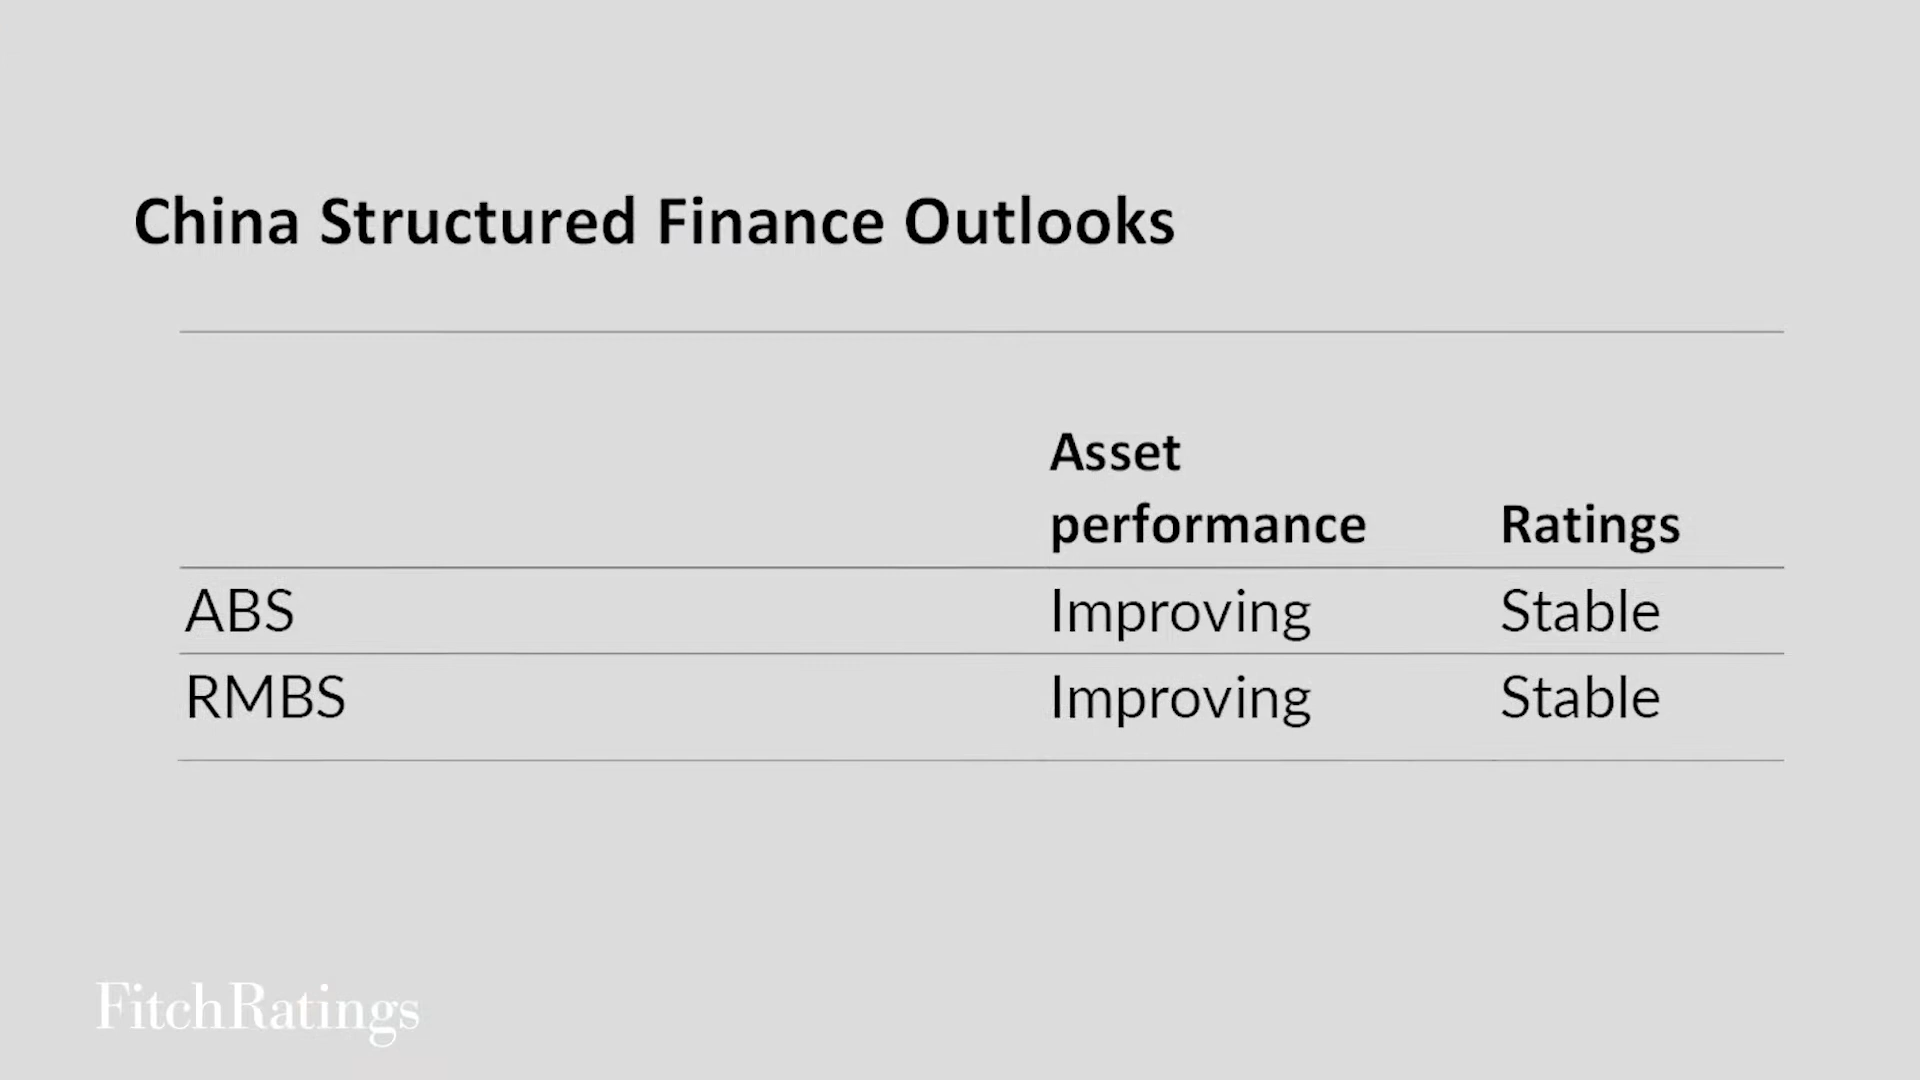 China Structured Finance Outlooks
Asset
performance Ratings
ABS Improving Stable
RMBS Improving Stable
FitchRatings